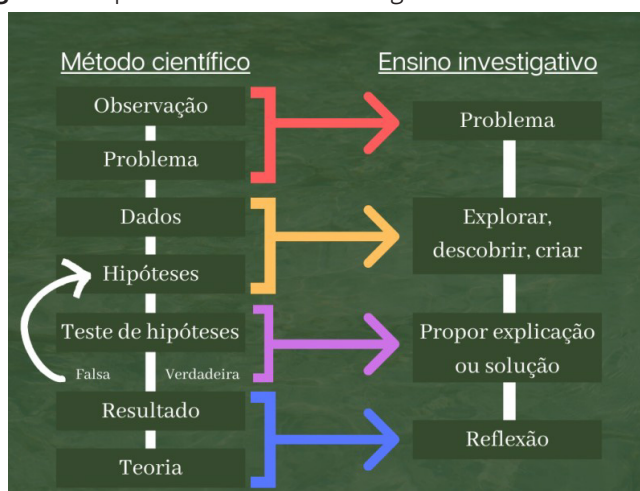 Método científico
Observação
Problema
Dados
Hipóteses
Teste de hipóteses
Falsa
Verdadeira
Resultado
Teoria
Ensino investigativo
Problema
Explorar,
descobrir, criar
Propor explicação
ou solução
Reflexão